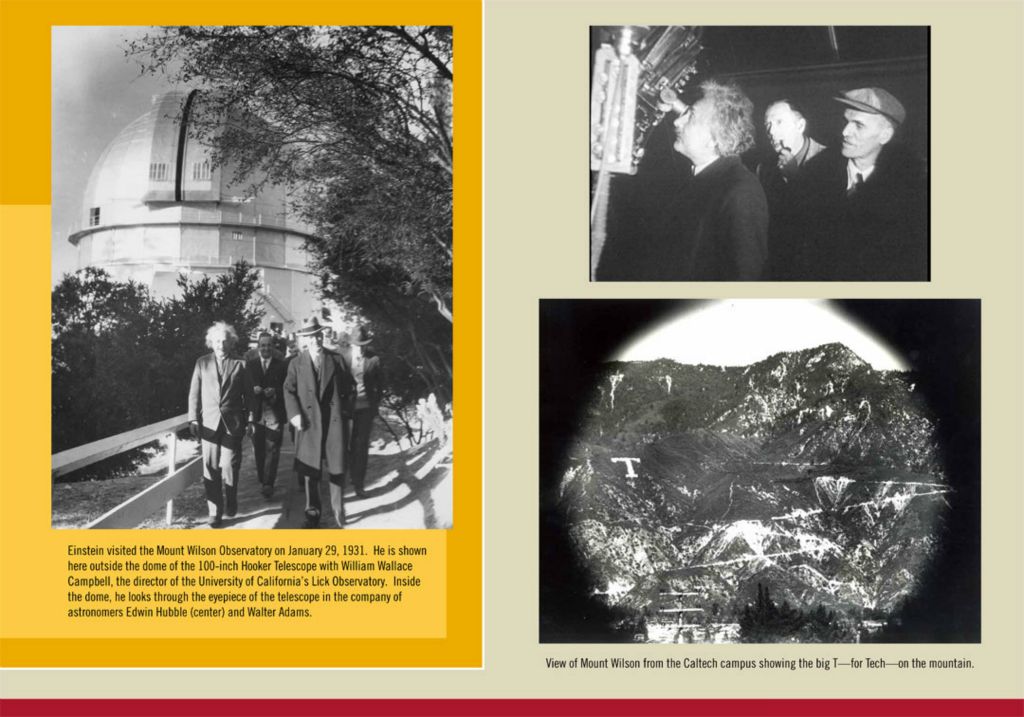 Einstein visited the Mount Wilson Observatory on January 29, 1931.  He is shown
here outside the dome of the 100-inch Hooker Telescope with William Wallace
Campbell, the director of the University of California's Lick Observatory.  Inside
the dome, he looks through the eyepiece of the telescope in the company of
astronomers Edwin Hubble (center) and Walter Adams.
T
View of Mount Wilson from the Caltech campus showing the big T—for Tech—on the mountain.